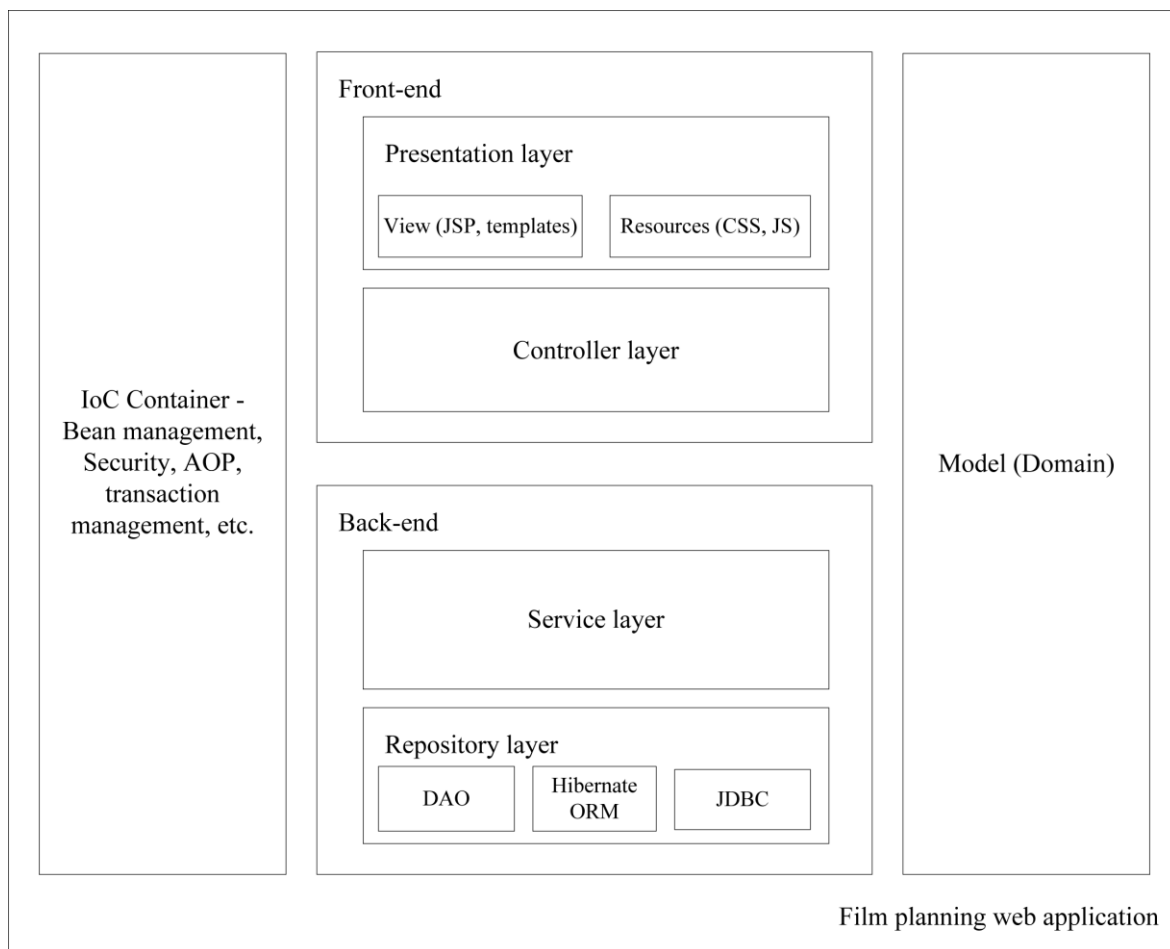 Front-end
Presentation layer
View (JSP, templates)
Resources (CSS, JS)
Controller layer
IoC Container -
Bean management,
Security, AOP,
transaction
management, etc.
Model (Domain)
Back-end
Service layer
Repository layer
DAO
Hibernate
ORM
JDBC
Film planning web application